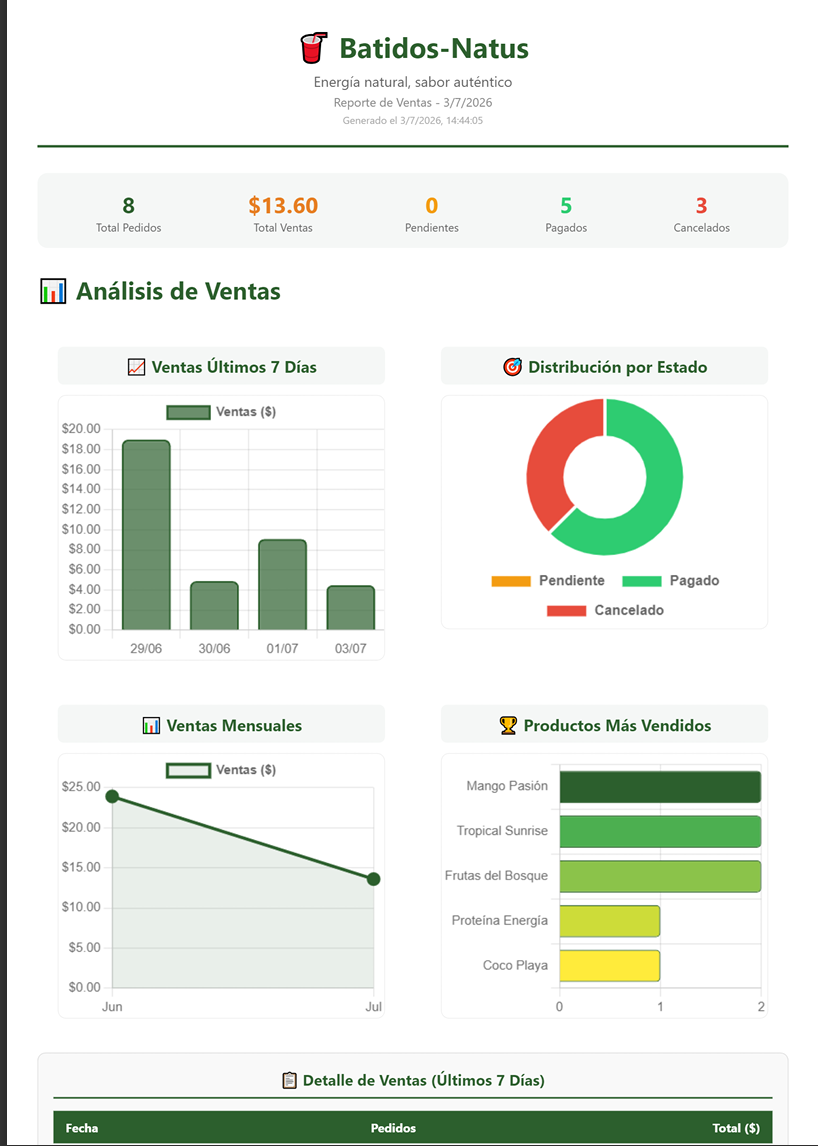 Batidos-Natus
Energía natural, sabor auténtico
Reporte de Ventas - 3/7/2026
Generado el 3/7/2026, 14:44:05
8
Total Pedidos
$13.60
Total Ventas
0
Pendientes
5
Pagados
3
Cancelados
Análisis de Ventas
Ventas Últimos 7 Días
Ventas ($)
$20.00
$18.00
$16.00
$14.00
$12.00
$10.00
$8.00
$6.00
$4.00
$2.00
$0.00
29/06 30/06 01/07 03/07
Distribución por Estado
Pendiente Pagado
Cancelado
Ventas Mensuales
Ventas ($)
$25.00
$20.00
$15.00
$10.00
$5.00
$0.00
Jun Jul
Productos Más Vendidos
Mango Pasión
Tropical Sunrise
Frutas del Bosque
Proteína Energía
Coco Playa
0 1 2
Detalle de Ventas (Últimos 7 Días)
Fecha Pedidos Total ($)